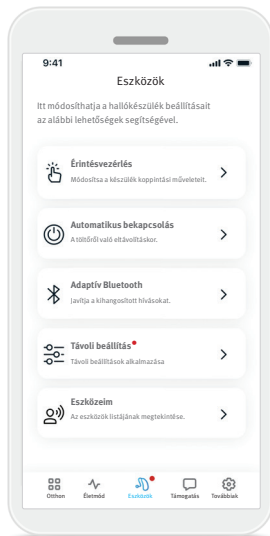 9:41
Eszközök
Itt módosíthatja a hallókészülék beállításait
az alábbi lehetőségek segítségével.
Érintésvezérlés
Módosítsa a készülék koppintási műveleteit.
Automatikus bekapcsolás
A töltőről való eltávolításkor.
Adaptív Bluetooth
Javítja a kihangosított hívásokat.
Távoli beállítás
Távoli beállítások alkalmazása
Eszközeim
Az eszközök listájának megtekintése.
Otthon Életmód Eszközök Támogatás Továbbiak